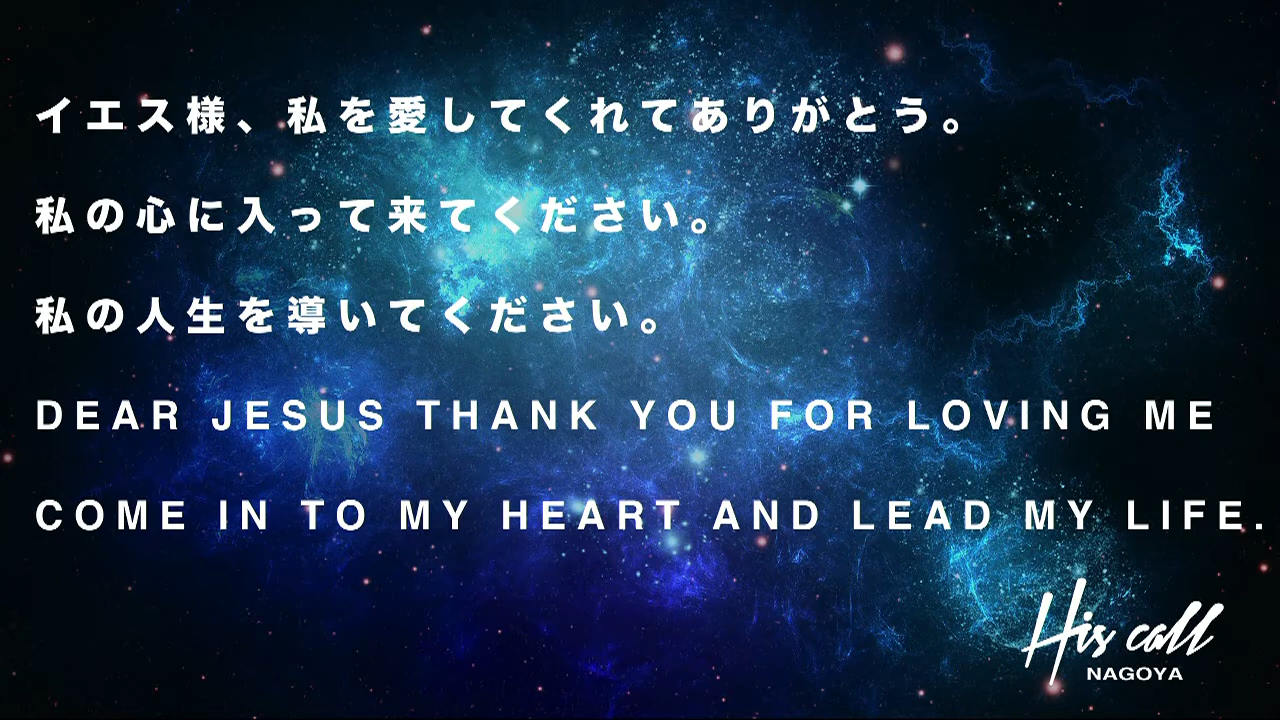 イエス様、私を愛してくれてありがとう。
私の心に入って来てください。
私の人生を導いてください。
DEAR JESUS THANK YOU FOR LOVING ME
COME IN TO MY HEART AND LEAD MY LIFE.
His call
NAGOYA